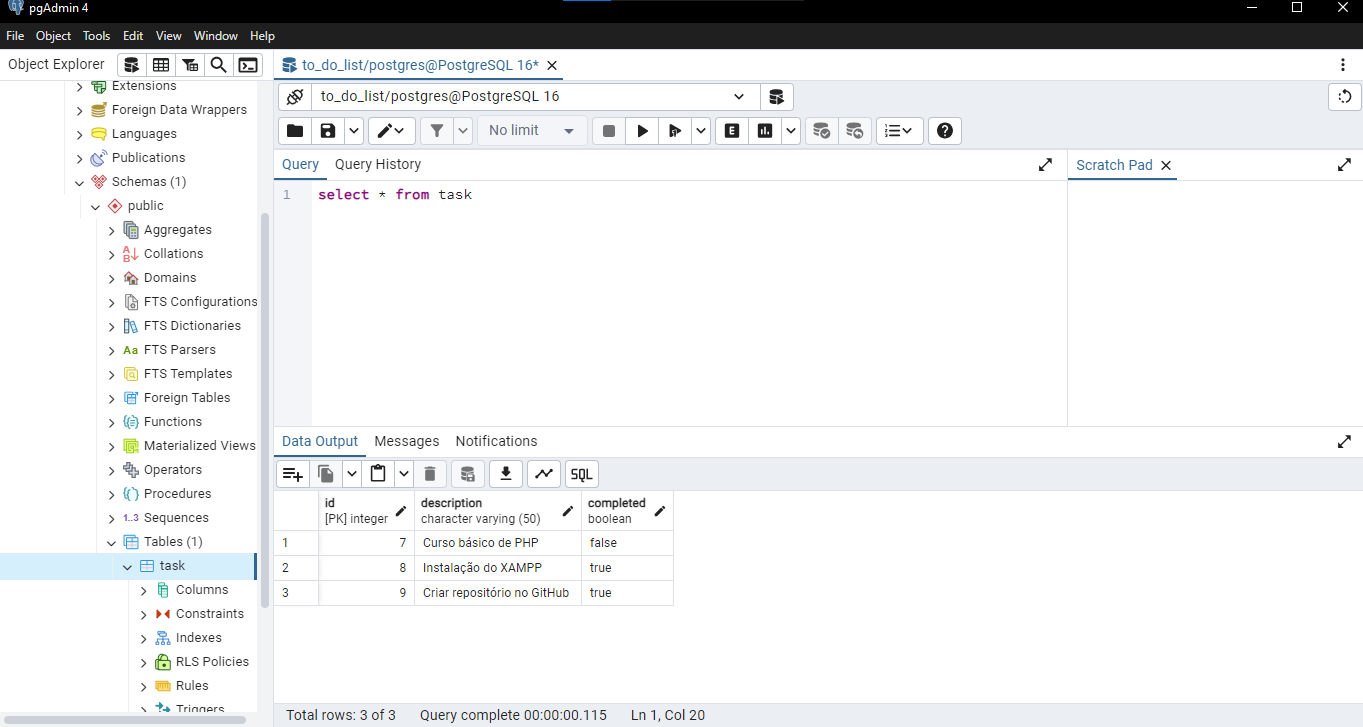 pgAdmin 4
File Object Tools Edit View Window Help
Object Explorer
Extensions
Foreign Data Wrappers
Languages
Publications
Schemas (1)
public
Aggregates
Collations
Domains
FTS Configurations
FTS Dictionaries
Aa FTS Parsers
FTS Templates
Foreign Tables
Functions
Materialized Views
Operators
Procedures
1..3 Sequences
Tables (1)
task
Columns
Constraints
Indexes
RLS Policies
Rules
Triggers
to_do_list/postgres@PostgreSQL 16*
to_do_list/postgres@PostgreSQL 16
No limit
E
Query Query History
Scratch Pad
1 select * from task
Data Output Messages Notifications
SQL
id description completed
[PK] integer character varying (50) boolean
1 7 Curso básico de PHP false
2 8 Instalação do XAMPP true
3 9 Criar repositório no GitHub true
Total rows: 3 of 3 Query complete 00:00:00.115 Ln 1, Col 20